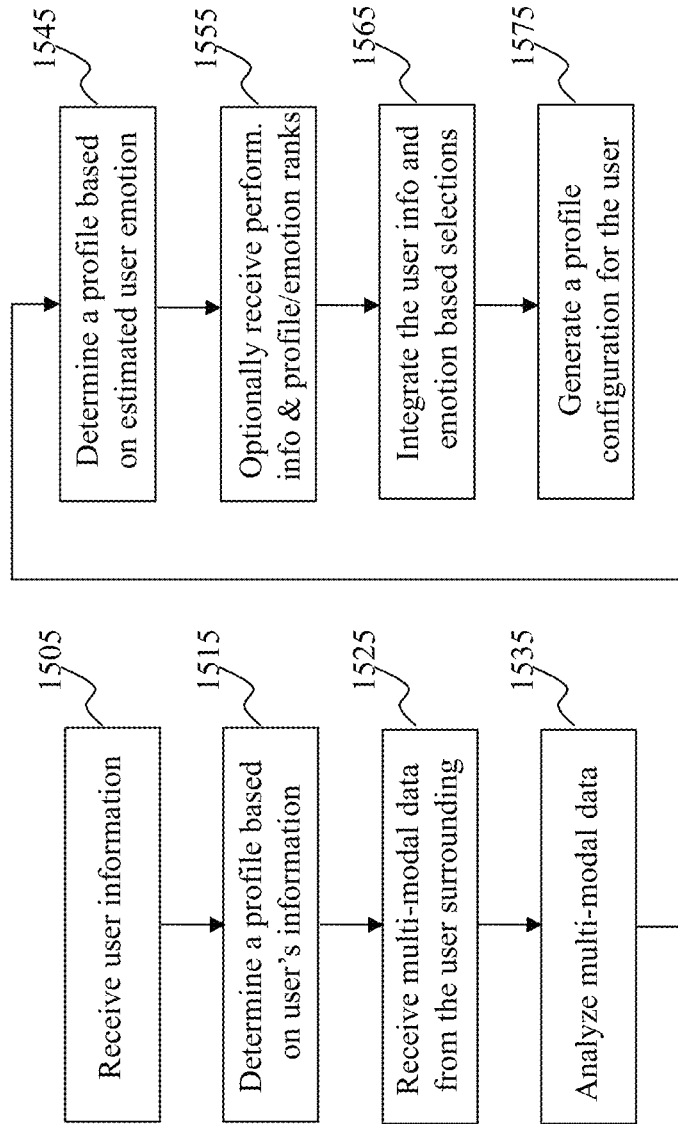 1505
Receive user information
1515
Determine a profile based
on user's information
1525
Receive multi-modal data
from the user surrounding
1535
Analyze multi-modal data
1545
Determine a profile based
on estimated user emotion
1555
Optionally receive perform.
info & profile/emotion ranks
1565
Integrate the user info and
emotion based selections
1575
Generate a profile
configuration for the user